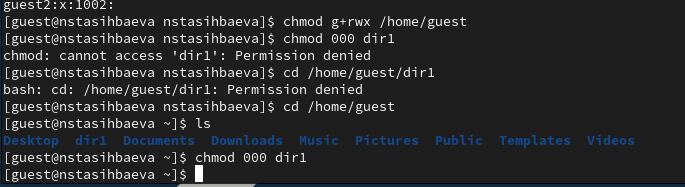 guest2:x:1002:
[guest@nstasihbaeva nstasihbaeva]$ chmod g+rwx /home/guest
[guest@nstasihbaeva nstasihbaeva]$ chmod 000 dir1
chmod: cannot access 'dir1': Permission denied
[guest@nstasihbaeva nstasihbaeva]$ cd /home/guest/dir1
bash: cd: /home/guest/dir1: Permission denied
[guest@nstasihbaeva nstasihbaeva]$ cd /home/guest
[guest@nstasihbaeva ~]$ ls
Desktop dir1 Documents Downloads Music Pictures Public Templates Videos
[guest@nstasihbaeva ~]$ chmod 000 dir1
[guest@nstasihbaeva ~]$